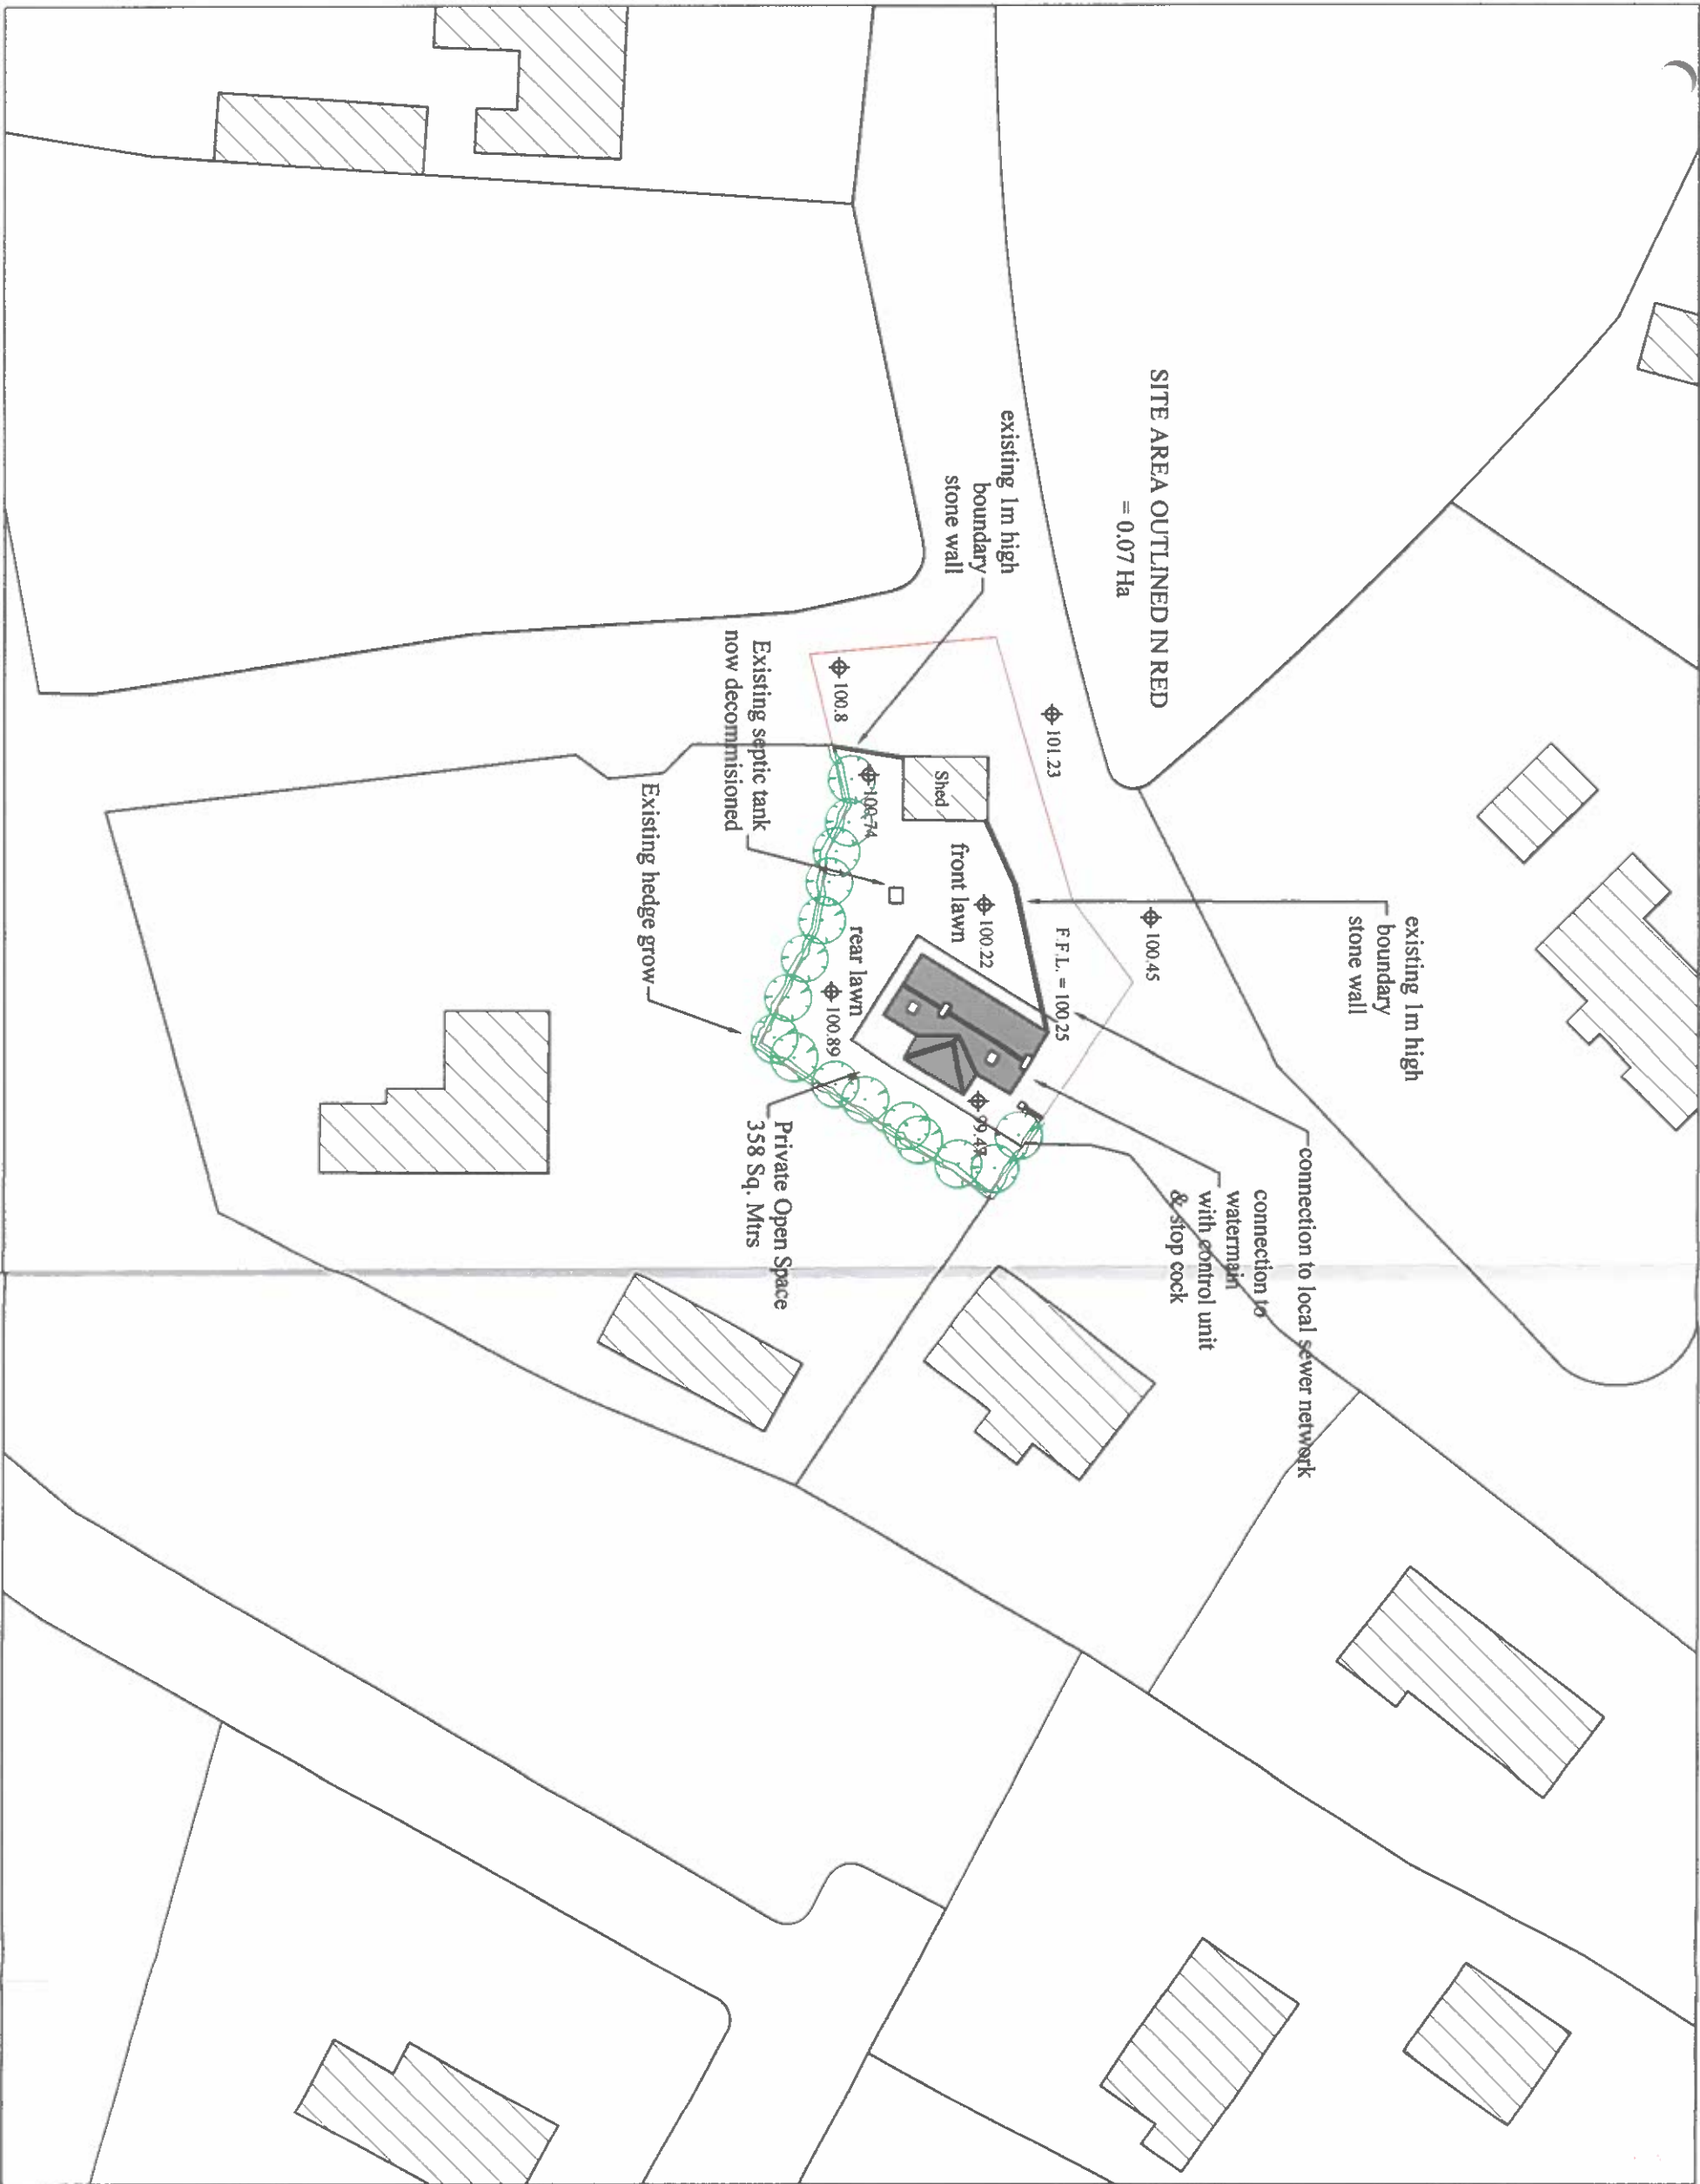 SITE AREA OUTLINED IN RED
= 0.07 Ha
existing 1m high
boundary
stone wall
existing 1m high
boundary
stone wall
connection to local sewer network
connection to
watermain
with control unit
& stop cock
100.45
101.23
F.F.L. = 100.25
100.22
front lawn
Shed
99.47
100.8
100.74
rear lawn
100.89
Existing septic tank
now decommisioned
Private Open Space
358 Sq. Mtrs
Existing hedge grow